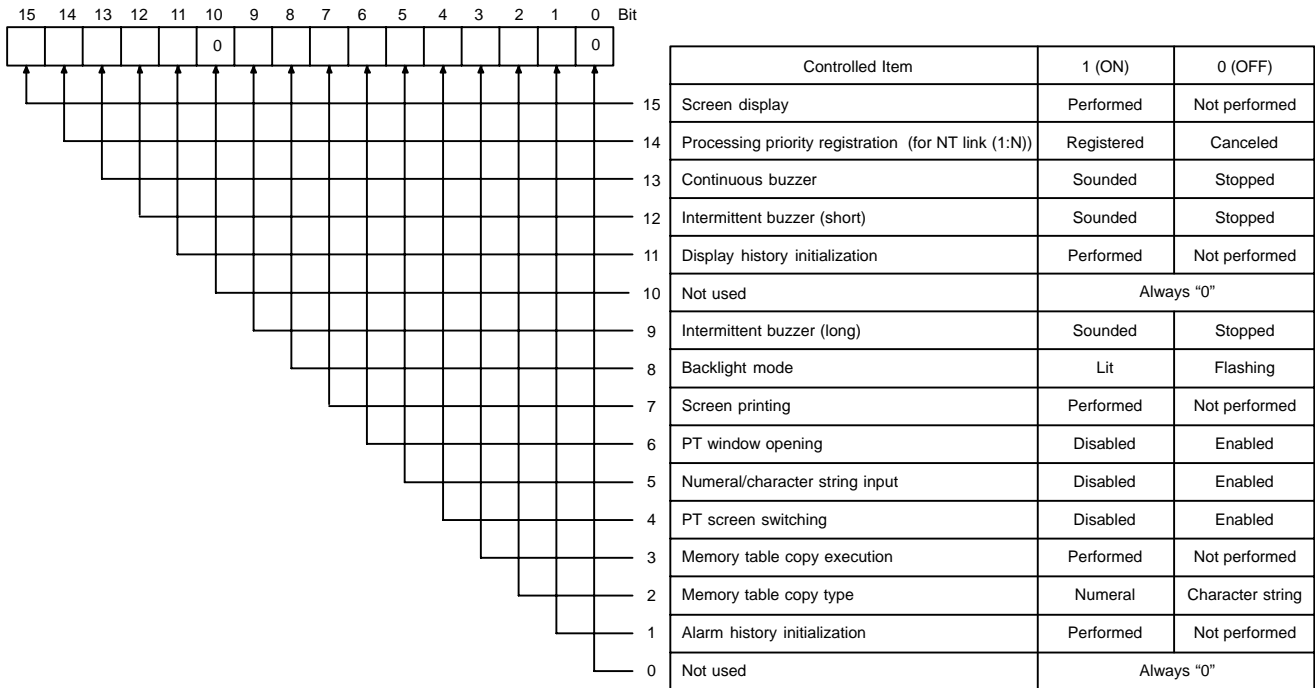 15 14 13 12 11 10 9 8 7 6 5 4 3 2 1 0 Bit
0 0
Controlled Item 1 (ON) 0 (OFF)
15 Screen display Performed Not performed
14 Processing priority registration (for NT link (1:N)) Registered Canceled
13 Continuous buzzer Sounded Stopped
12 Intermittent buzzer (short) Sounded Stopped
11 Display history initialization Performed Not performed
10 Not used Always “0”
9 Intermittent buzzer (long) Sounded Stopped
8 Backlight mode Lit Flashing
7 Screen printing Performed Not performed
6 PT window opening Disabled Enabled
5 Numeral/character string input Disabled Enabled
4 PT screen switching Disabled Enabled
3 Memory table copy execution Performed Not performed
2 Memory table copy type Numeral Character string
1 Alarm history initialization Performed Not performed
0 Not used Always “0”